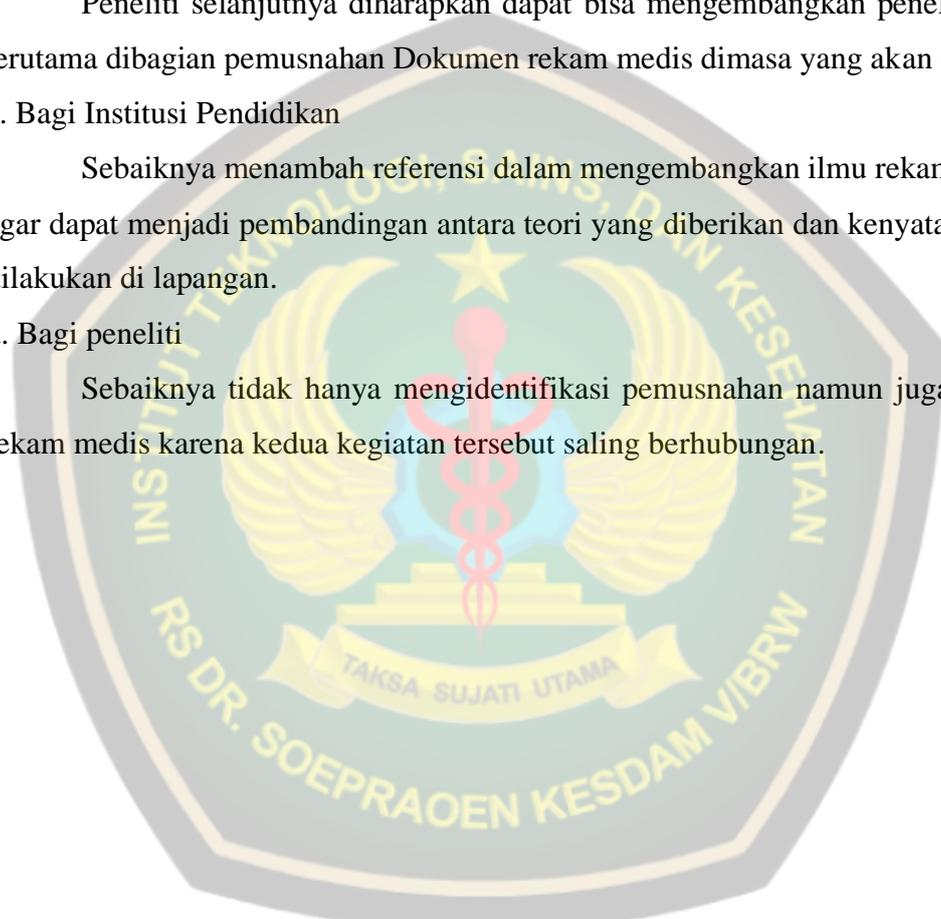 Peneliti selanjutnya diharapkan dapat bisa mengembangkan penel
erutama dibagian pemusnahan Dokumen rekam medis dimasa yang akan
. Bagi Institusi Pendidikan
Sebaiknya menambah referensi dalam mengembangkan ilmu rekam
gar dapat menjadi pembandingan antara teori yang diberikan dan kenyata
ilakukan di lapangan.
. Bagi peneliti
Sebaiknya tidak hanya mengidentifikasi pemusnahan namun juga
ekam medis karena kedua kegiatan tersebut saling berhubungan.
INSTITUT TEKNOLOGI, SAINS, DAN KESEHATAN
TAKSA SUJATI UTAMA
RS DR. SOEPRAOEN KESDAM V/BRW